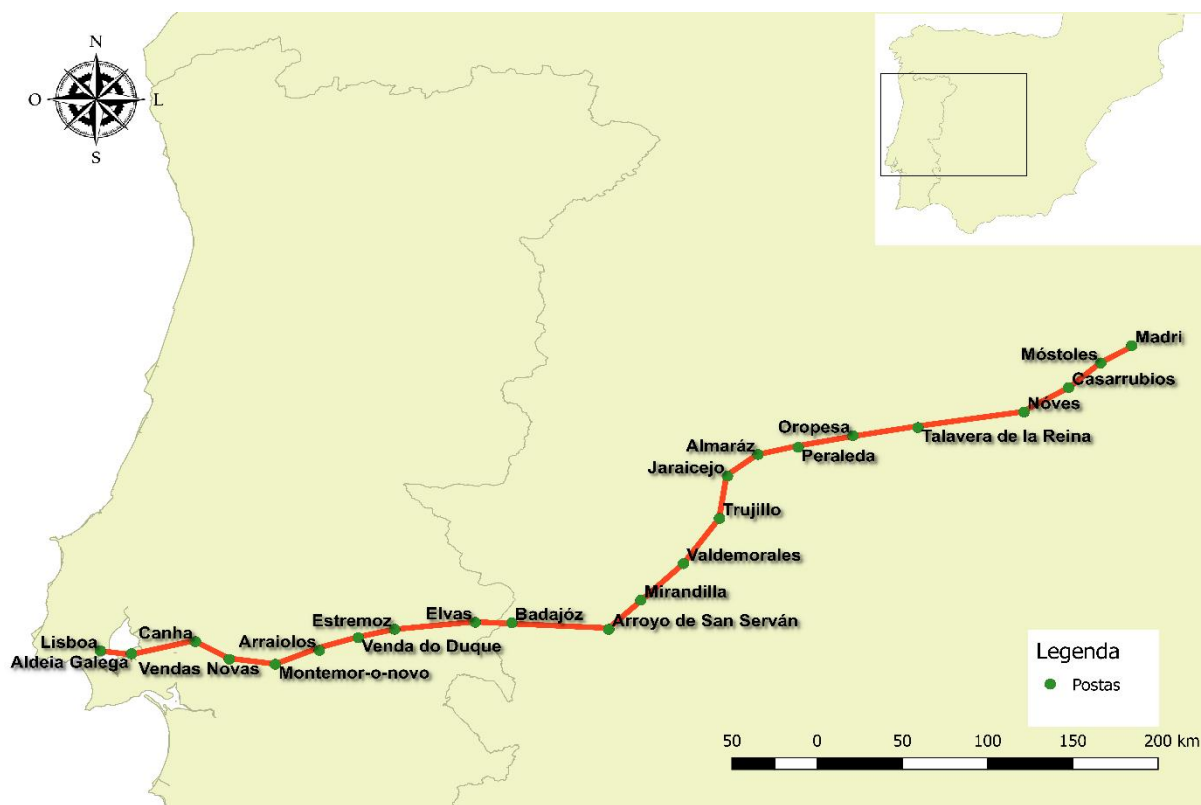 N
O
L
S
Madri
Móstoles
Casarrubios
Nóves
Oropesa
Talavera de la Reina
Almaráz
Peraleda
Jaraicejo
Trujillo
Valdemorales
Mirandilla
Elvas
Badajóz
Estremoz
Arroyo de San Serván
Canha
Arraiolos
Venda do Duque
Lisboa
Aldeia Galega
Vendas Novas
Montemor-o-novo
Legenda
Postas
50 0 50 100 150 200 km